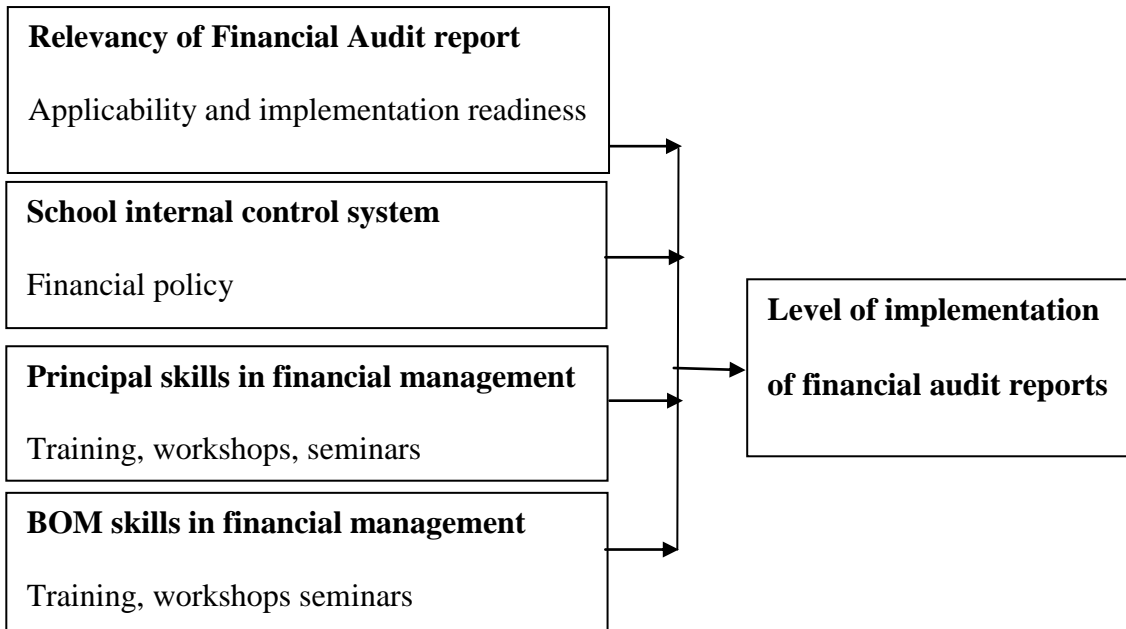 Relevancy of Financial Audit report
Applicability and implementation readiness
School internal control system
Financial policy
Principal skills in financial management
Training, workshops, seminars
BOM skills in financial management
Training, workshops seminars
Level of implementation
of financial audit reports